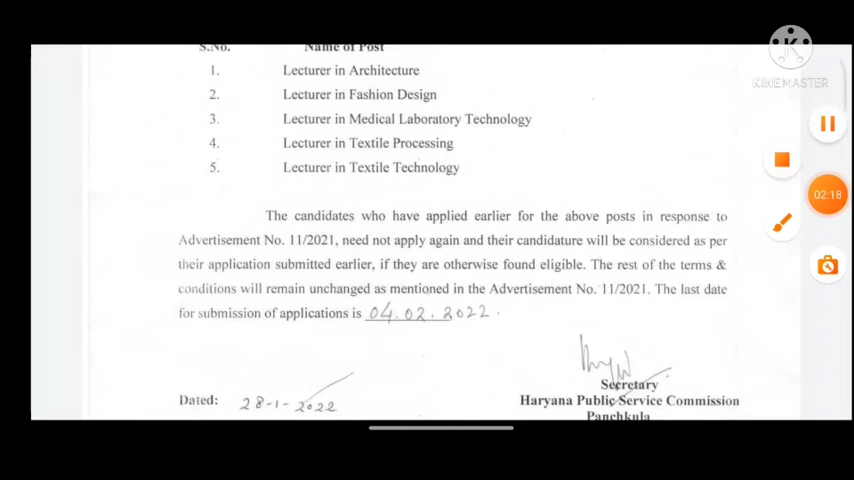 S.No. Name of Post
1. Lecturer in Architecture
2. Lecturer in Fashion Design
3. Lecturer in Medical Laboratory Technology
4. Lecturer in Textile Processing
5. Lecturer in Textile Technology
The candidates who have applied earlier for the above posts in response to
Advertisement No. 11/2021, need not apply again and their candidature will be considered as per
their application submitted earlier, if they are otherwise found eligible. The rest of the terms &
conditions will remain unchanged as mentioned in the Advertisement No. 11/2021. The last date
for submission of applications is 04.02.2022.
Secretary
Dated: 28-1-2022
Haryana Public Service Commission
Panchkula
KINEMASTER
02:18